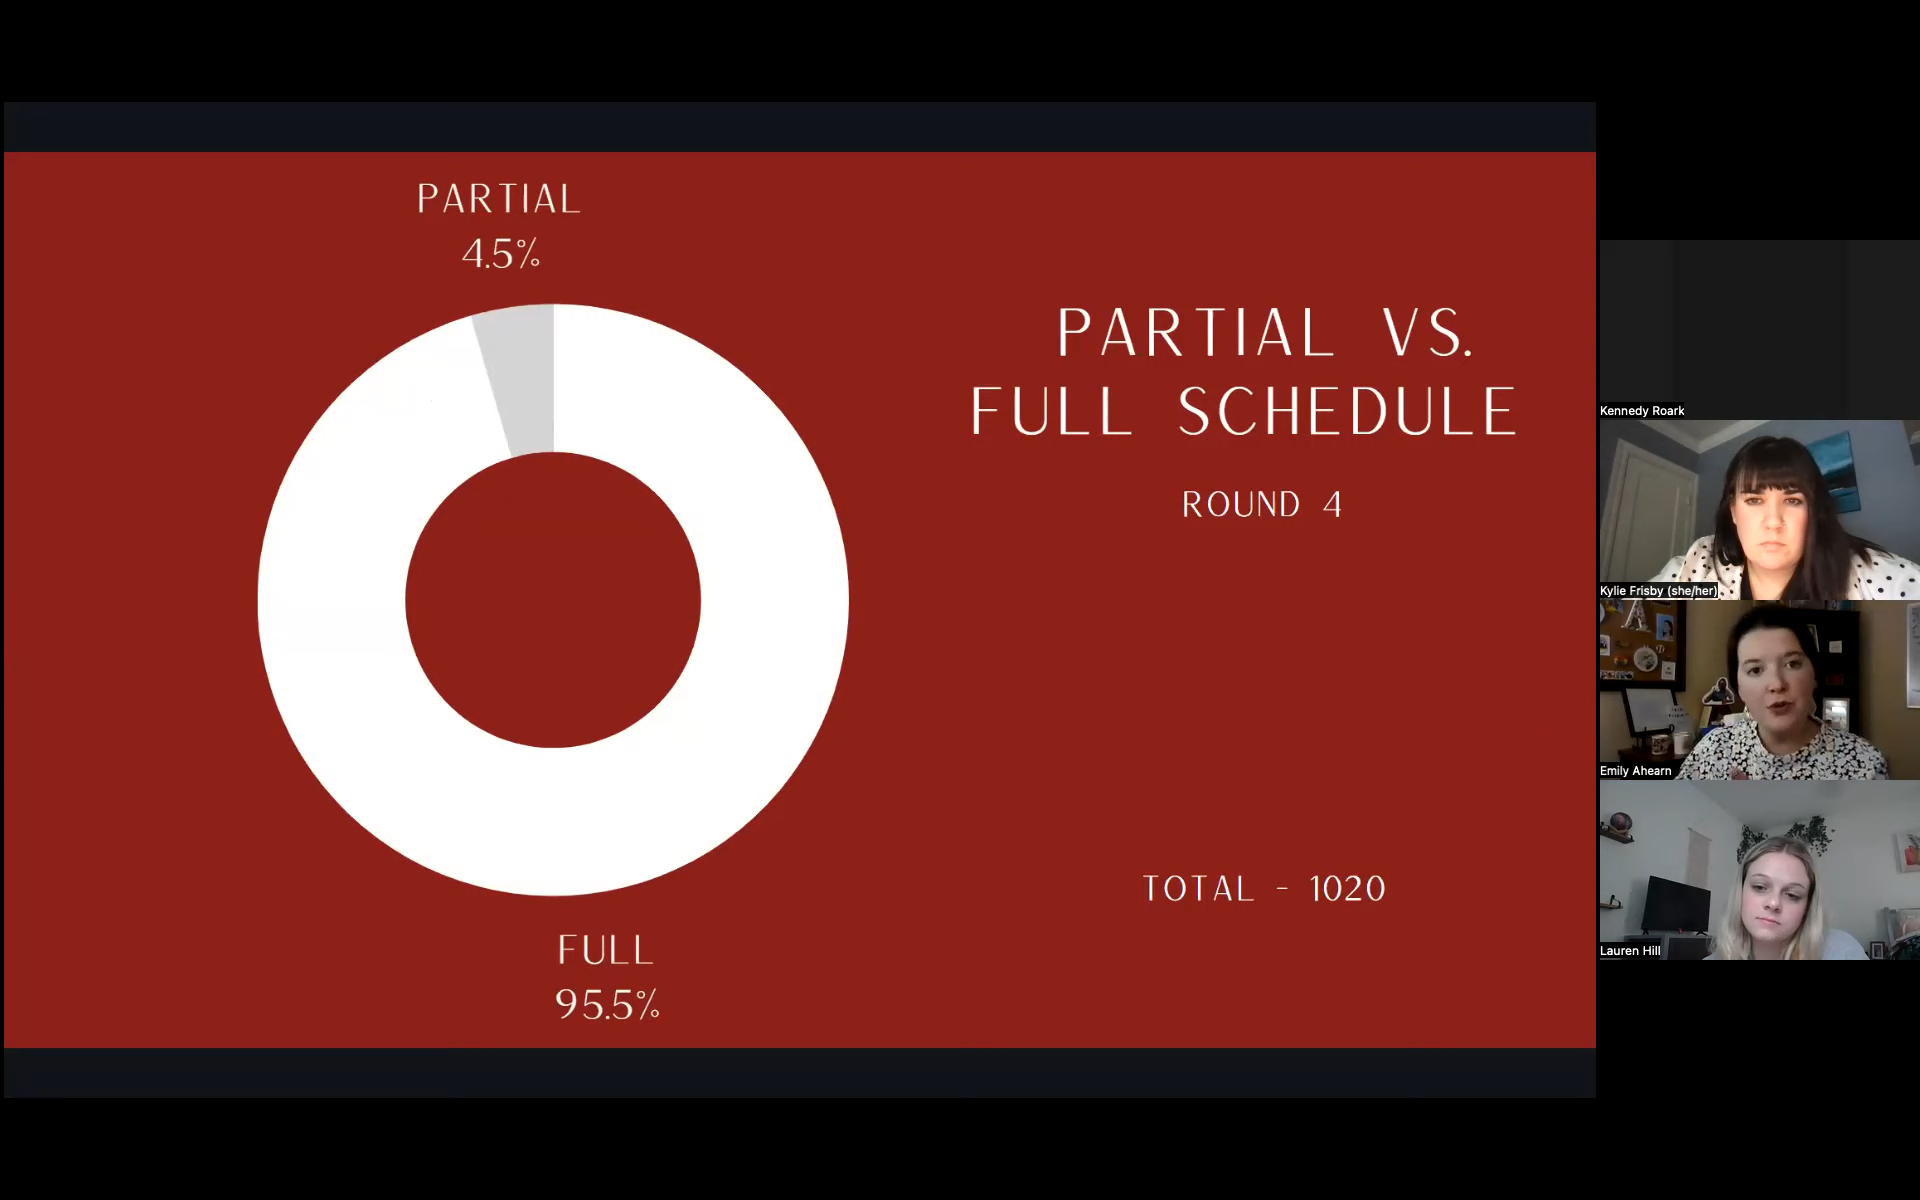 PARTIAL
4.5%
PARTIAL VS.
FULL SCHEDULE
ROUND 4
TOTAL - 1020
FULL
95.5%
Kennedy Roark
Kylie Frisby (she/her)
Emily Ahearn
Lauren Hill